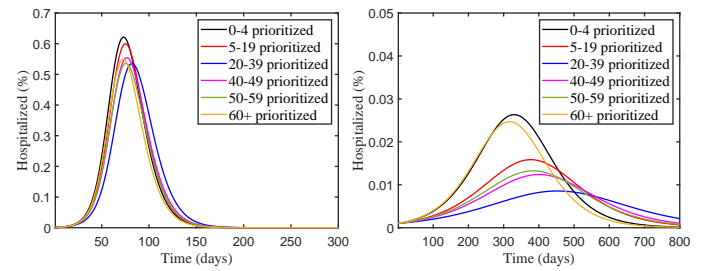 0.7
0.6
0.5
0.4
0.3
0.2
0.1
0
Hospitalized (%)
50 100 150 200 250 300
Time (days)
0-4 prioritized
5-19 prioritized
20-39 prioritized
40-49 prioritized
50-59 prioritized
60+ prioritized
0.05
0.04
0.03
0.02
0.01
0
Hospitalized (%)
100 200 300 400 500 600 700 800
Time (days)
0-4 prioritized
5-19 prioritized
20-39 prioritized
40-49 prioritized
50-59 prioritized
60+ prioritized